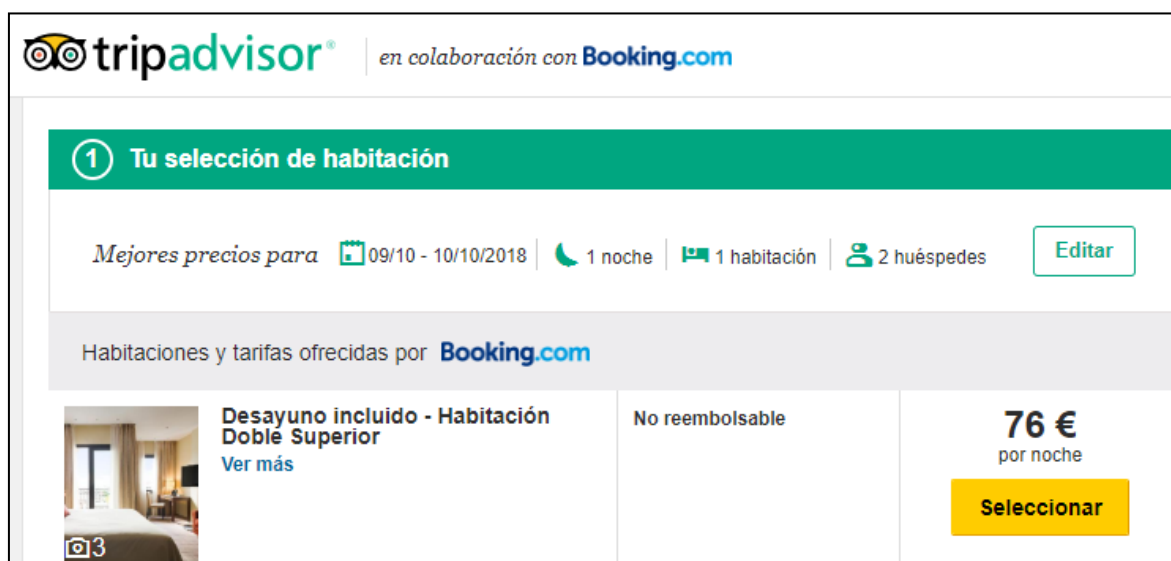 tripadvisor® en colaboración con Booking.com
1 Tu selección de habitación
Mejores precios para 09/10 - 10/10/2018 1 noche 1 habitación 2 huéspedes Editar
Habitaciones y tarifas ofrecidas por Booking.com
Desayuno incluido - Habitación
Doble Superior
Ver más
3
No reembolsable
76 €
por noche
Seleccionar